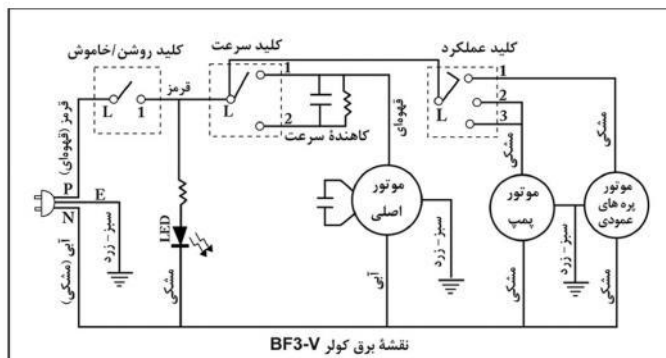 کلید روشن/خاموش
کلید سرعت
کلید عملکرد
L
1
قرمز
L
1
2
کاهندهٔ سرعت
L
1
2
3
قرمز (قهوه‌ای)
P
E
N
سبز - زرد
آبی (مشکی)
LED
مشکی
قهوه‌ای
موتور
اصلی
آبی
سبز - زرد
مشکی
موتور
پمپ
مشکی
سبز - زرد
مشکی
موتور
پره های
عمودی
مشکی
نقشهٔ برق کولر BF3-V